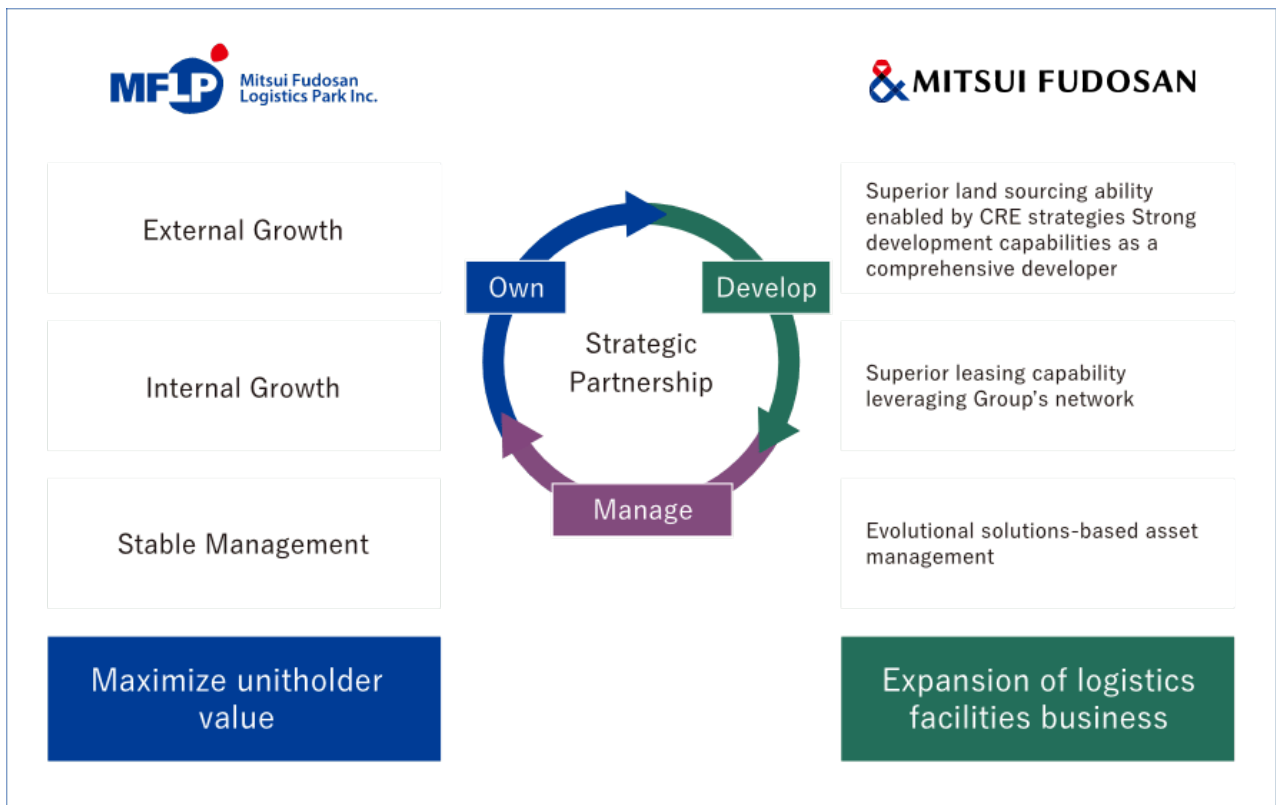 MFLP Mitsui Fudosan
Logistics Park Inc.
& MITSUI FUDOSAN
External Growth
Internal Growth
Stable Management
Maximize unitholder
value
Own
Develop
Strategic
Partnership
Manage
Superior land sourcing ability
enabled by CRE strategies Strong
development capabilities as a
comprehensive developer
Superior leasing capability
leveraging Group's network
Evolutional solutions-based asset
management
Expansion of logistics
facilities business